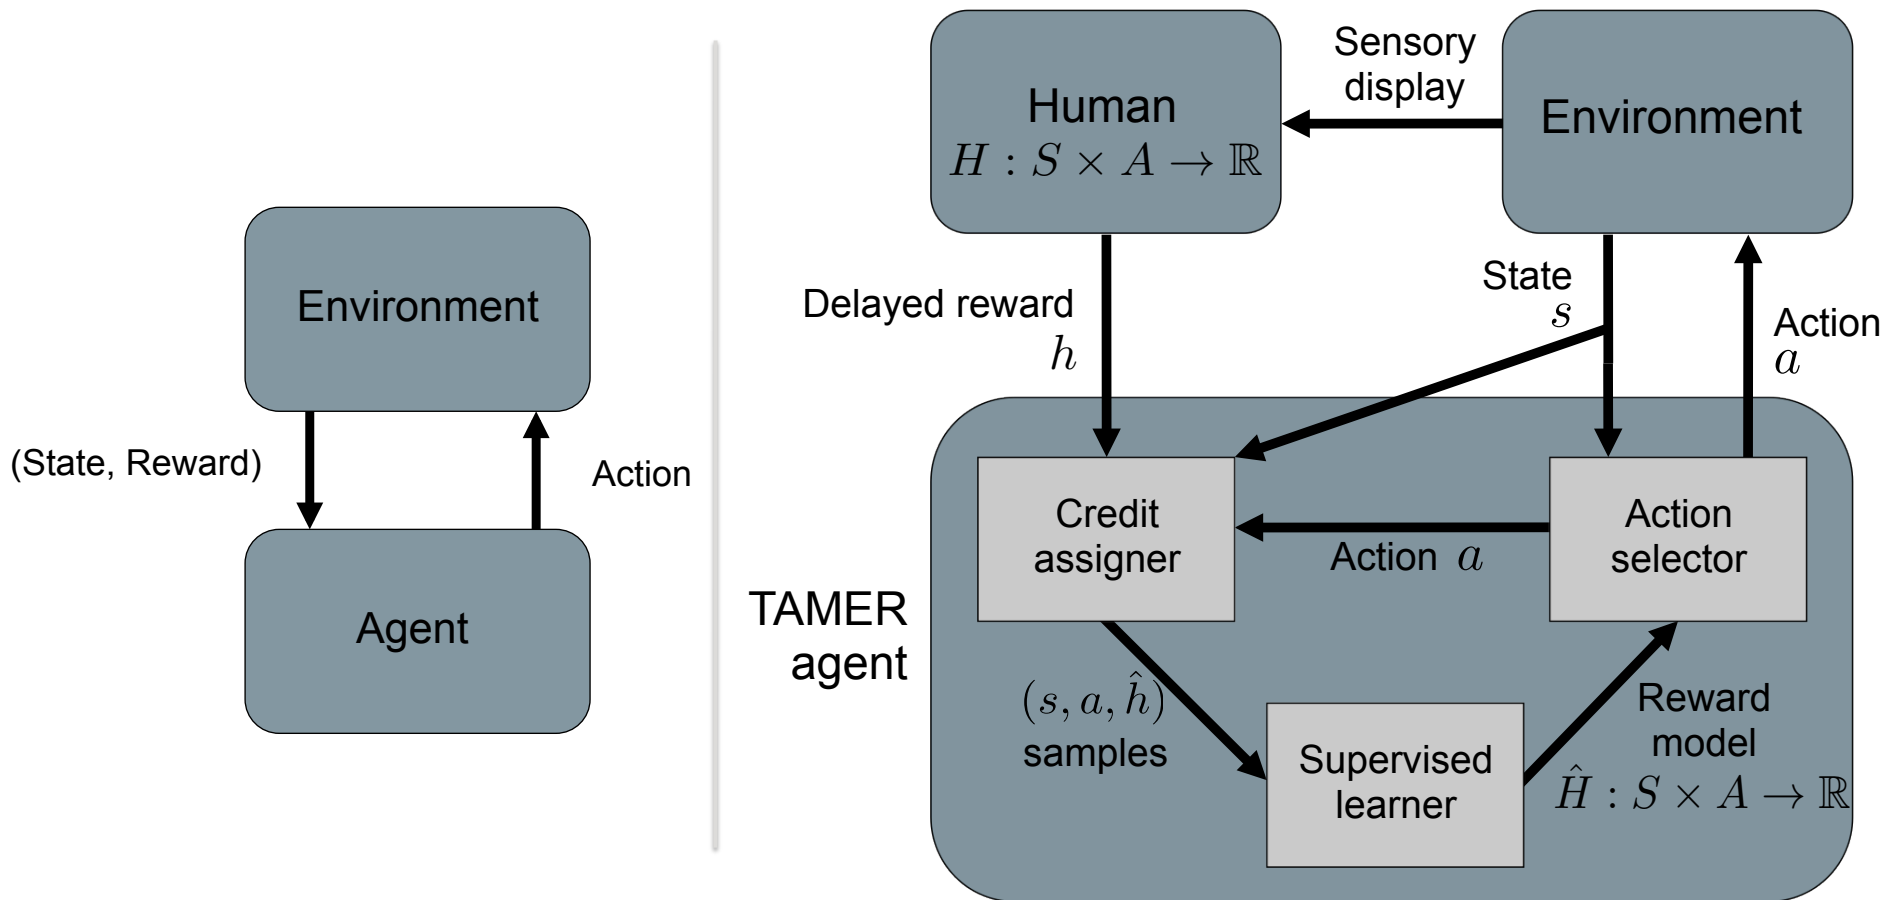 Environment
(State, Reward)
Action
Agent
Human
H : S × A → ℝ
Sensory
display
Environment
Delayed reward
h
State
s
Action
a
TAMER
agent
Credit
assigner
Action a
Action
selector
(s, a, ĥ)
samples
Supervised
learner
Reward
model
Ĥ : S × A → ℝ